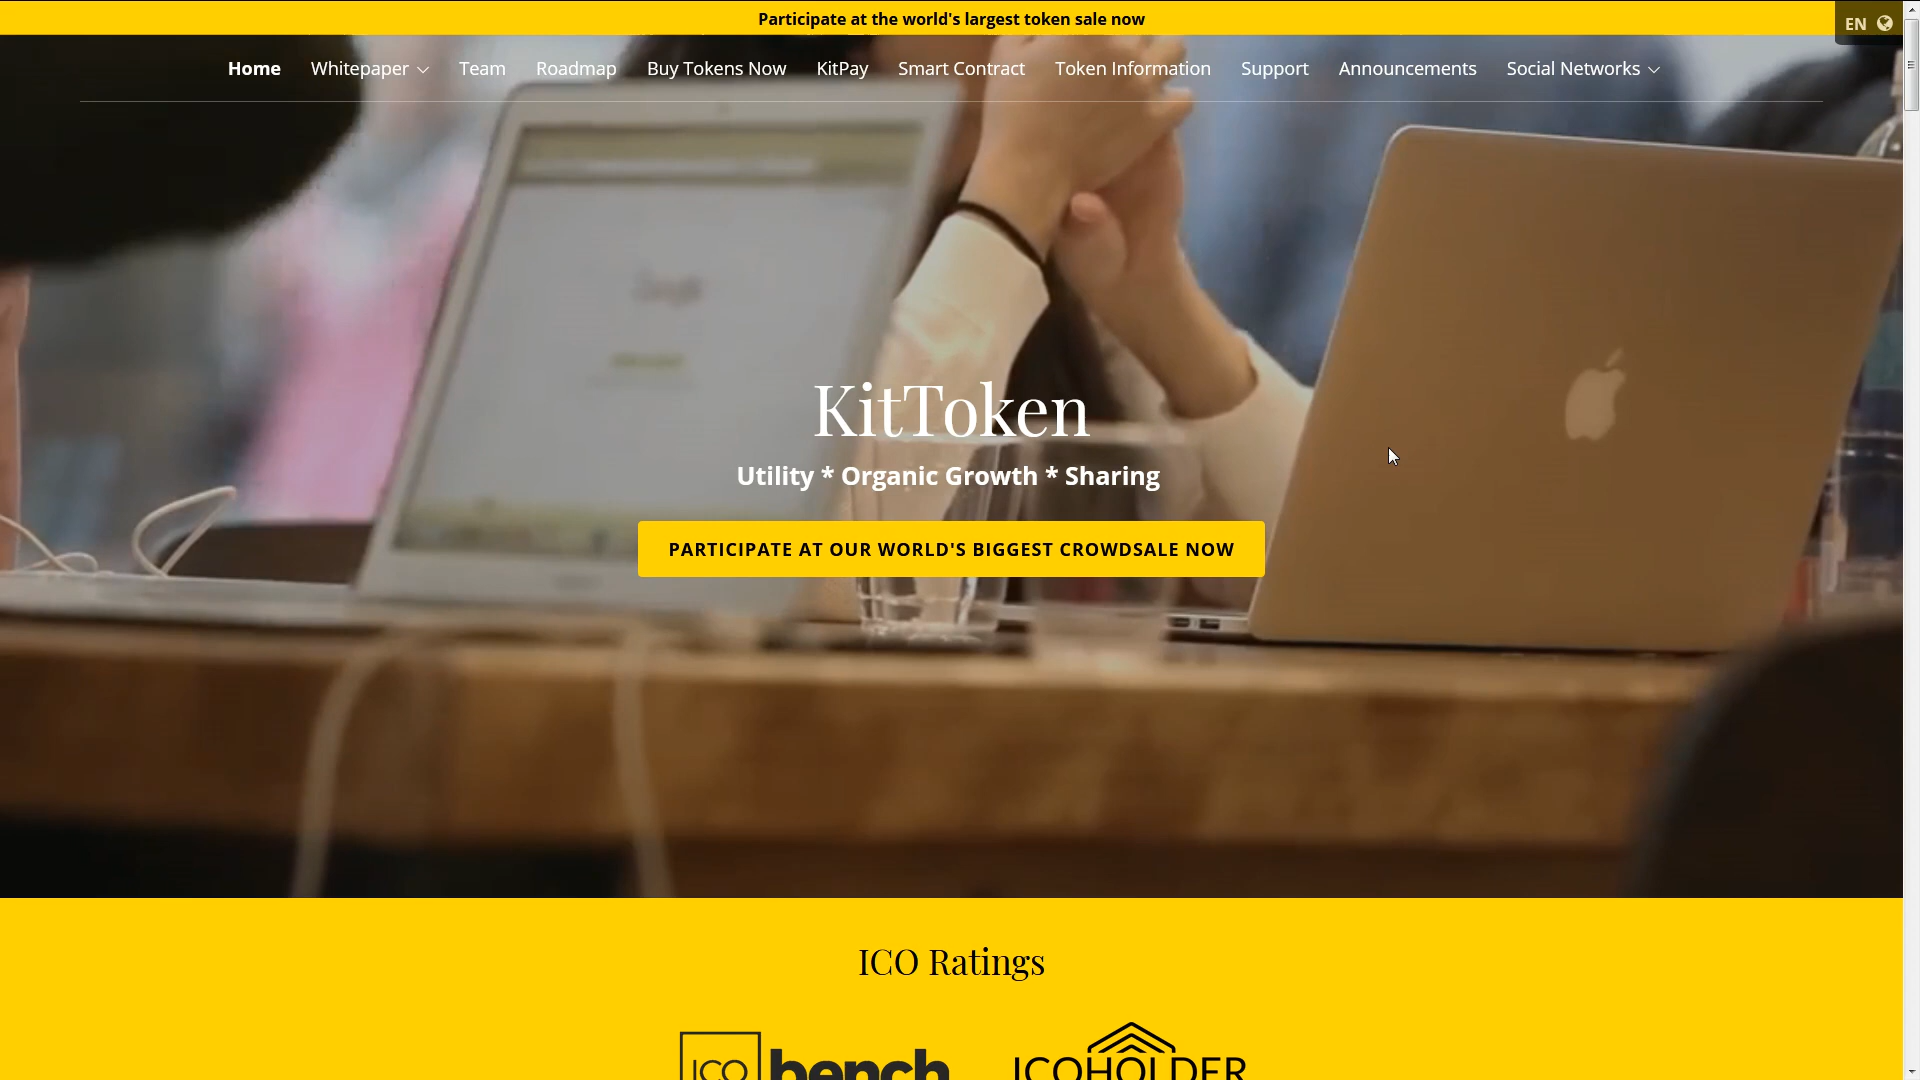 Participate at the world's largest token sale now
EN
Home Whitepaper Team Roadmap Buy Tokens Now KitPay Smart Contract Token Information Support Announcements Social Networks
KitToken
Utility * Organic Growth * Sharing
PARTICIPATE AT OUR WORLD'S BIGGEST CROWDSALE NOW
ICO Ratings
ICO bench ICOHOLDER